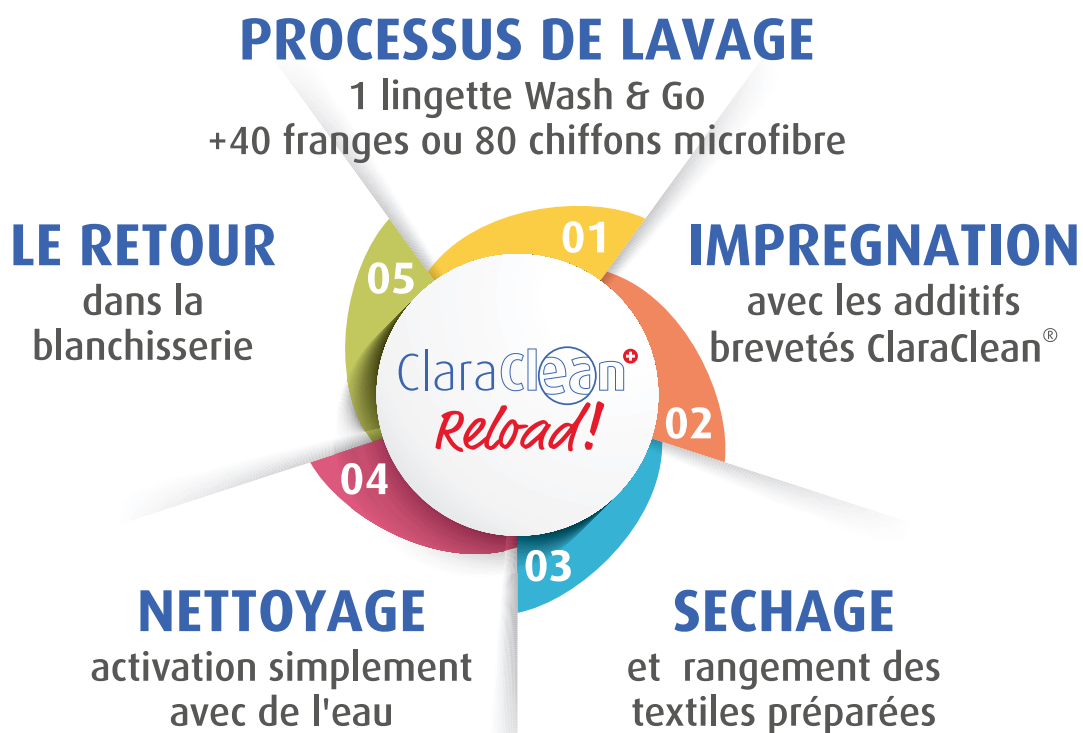 PROCESSUS DE LAVAGE
1 lingette Wash & Go
+40 franges ou 80 chiffons microfibre
01
IMPREGNATION
avec les additifs
brevetés ClaraClean®
02
SECHAGE
et rangement des
textiles préparées
03
NETTOYAGE
activation simplement
avec de l'eau
04
LE RETOUR
dans la
blanchisserie
05
ClaraClean
Reload!